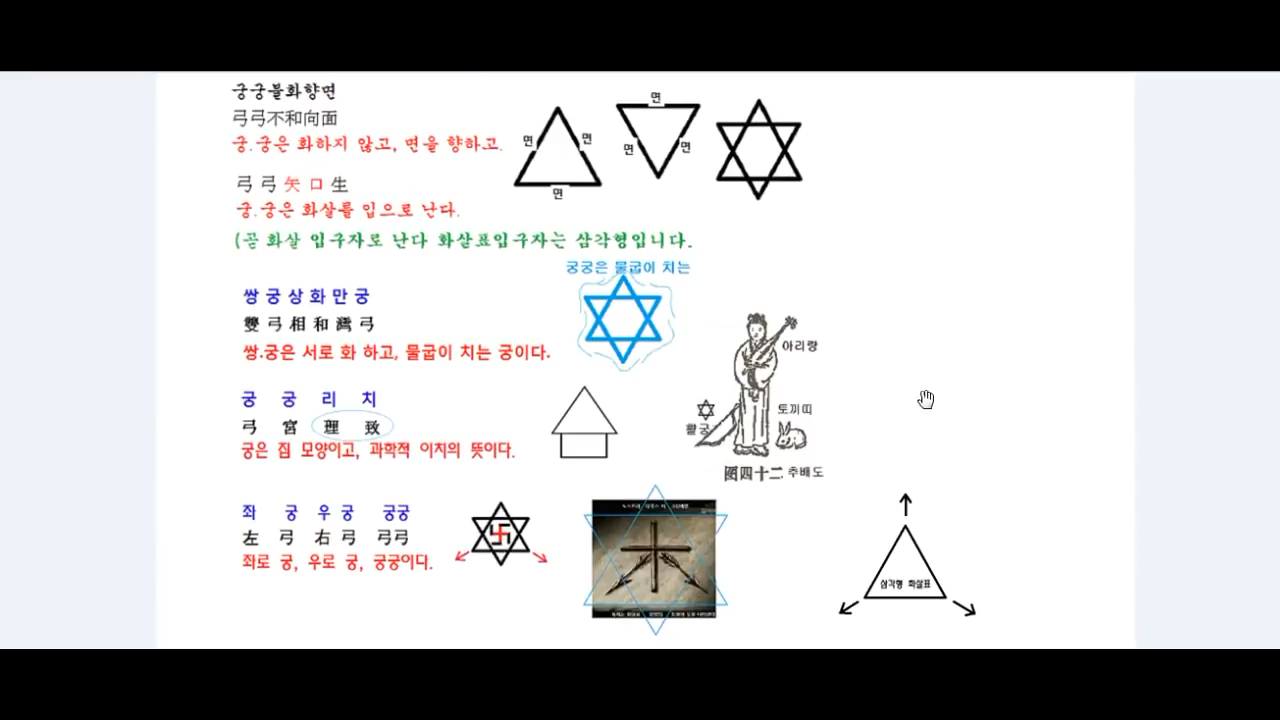 궁궁불화향면
弓弓不和向面
궁.궁은 화하지 않고, 면을 향하고.
면
면
면
면
면
면
弓 弓 矢 口 生
궁.궁은 화살를 입으로 난다.
(곧 화살 입구자로 난다 화살표입구자는 삼각형입니다.
궁궁은 물굽이 치는
쌍 궁 상 화 만 궁
雙 弓 相 和 灣 弓
쌍.궁은 서로 화 하고, 물굽이 치는 궁이다.
아리랑
궁 궁 리 치
弓 宮 理 致
궁은 집 모양이고, 과학적 이치의 뜻이다.
활궁
토끼띠
圖四十二 추배도
좌 궁 우 궁 궁궁
左 弓 右 弓 弓弓
좌로 궁, 우로 궁, 궁궁이다.
삼각형 화살표